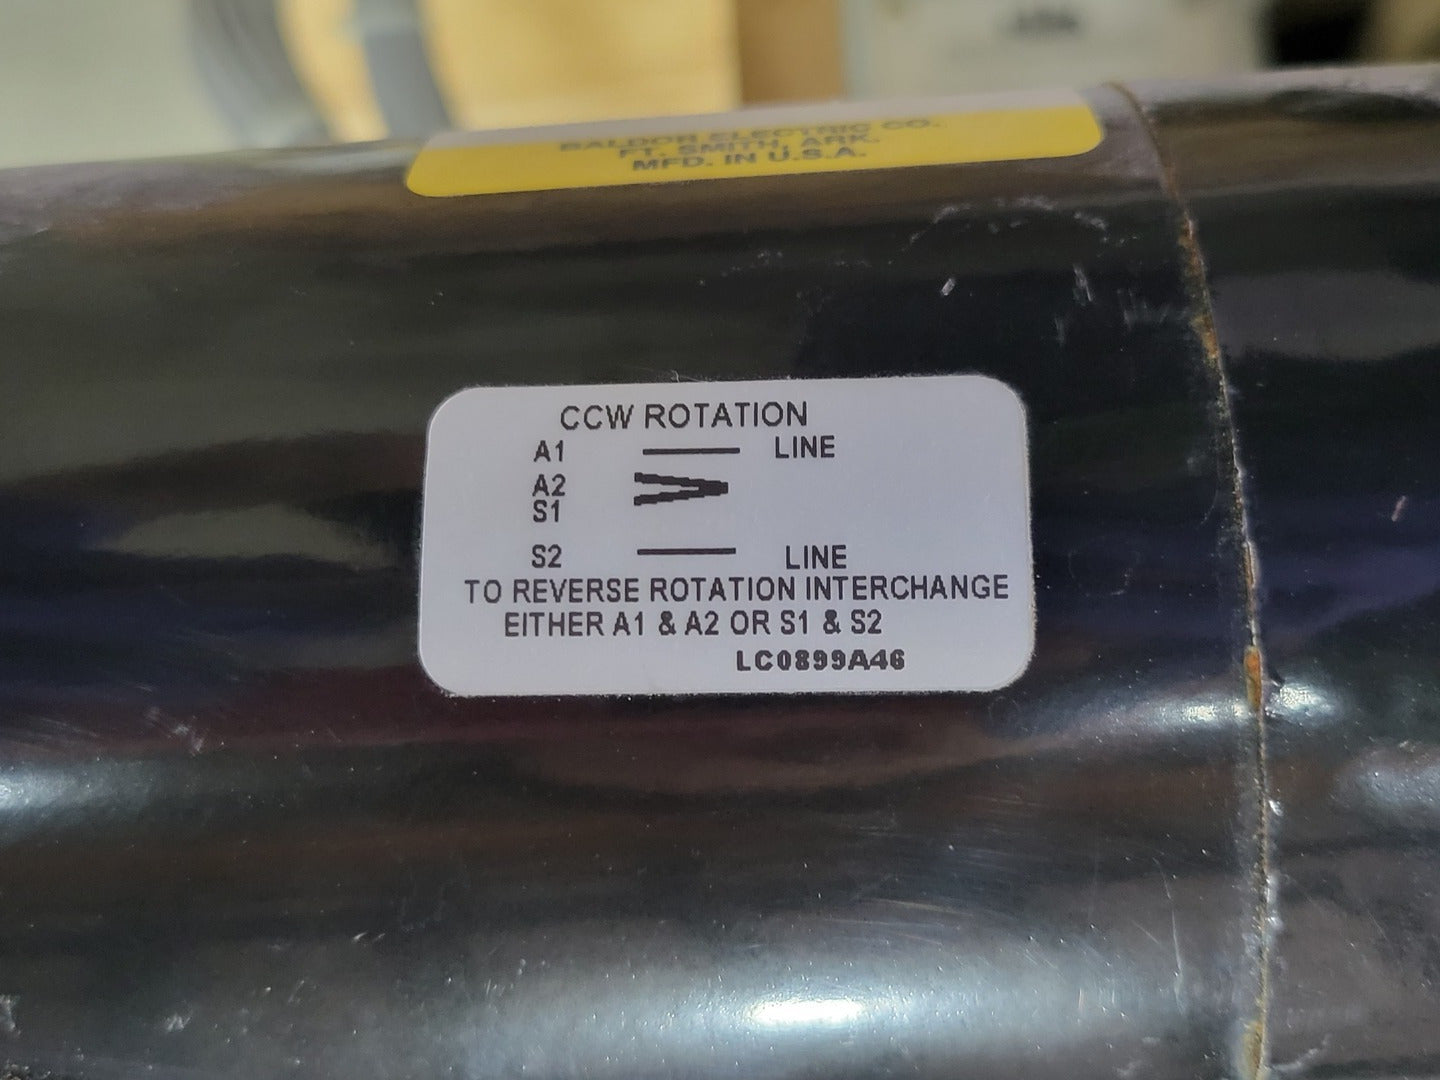 BALDOR ELECTRIC CO.
FT. SMITH, ARK.
MFD. IN U.S.A.
CCW ROTATION
A1 LINE
A2
S1
S2 LINE
TO REVERSE ROTATION INTERCHANGE
EITHER A1 & A2 OR S1 & S2
LC0899A46